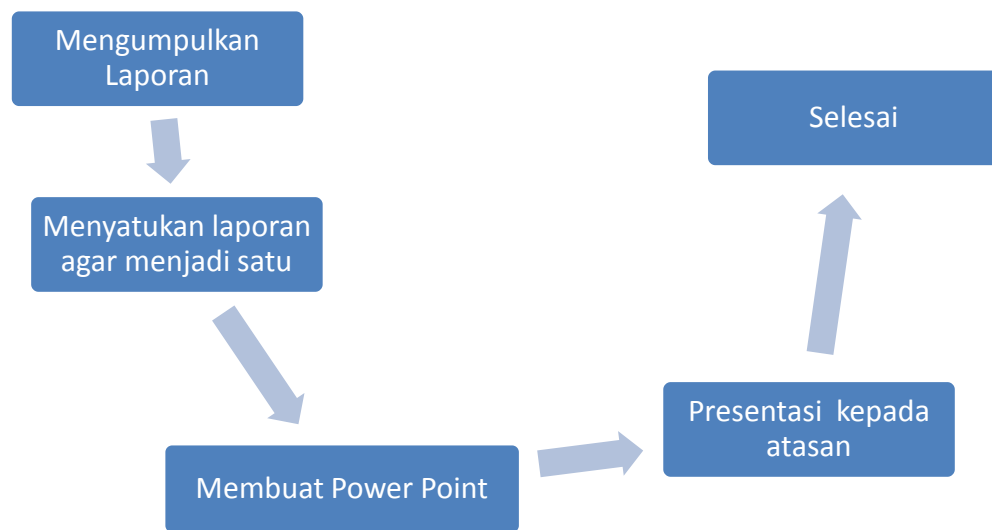 Mengumpulkan
Laporan
Menyatukan laporan
agar menjadi satu
Membuat Power Point
Presentasi kepada
atasan
Selesai